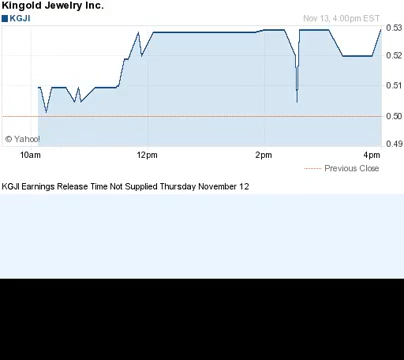 Kingold Jewelry Inc.
KGJI Nov 13, 4:00pm EST
0.53
0.52
0.51
0.50
0.49
© Yahoo!
10am 12pm 2pm 4pm
Previous Close
KGJI Earnings Release Time Not Supplied Thursday November 12